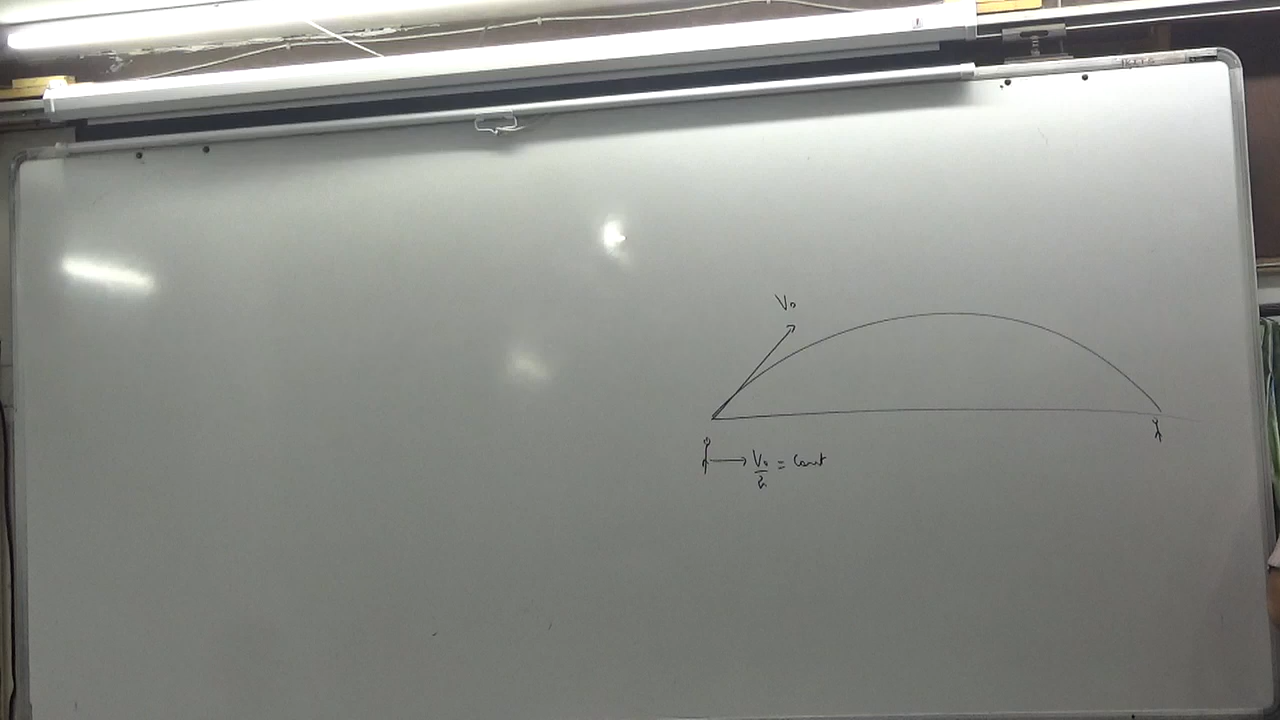 V₀
V₀/2 = Const